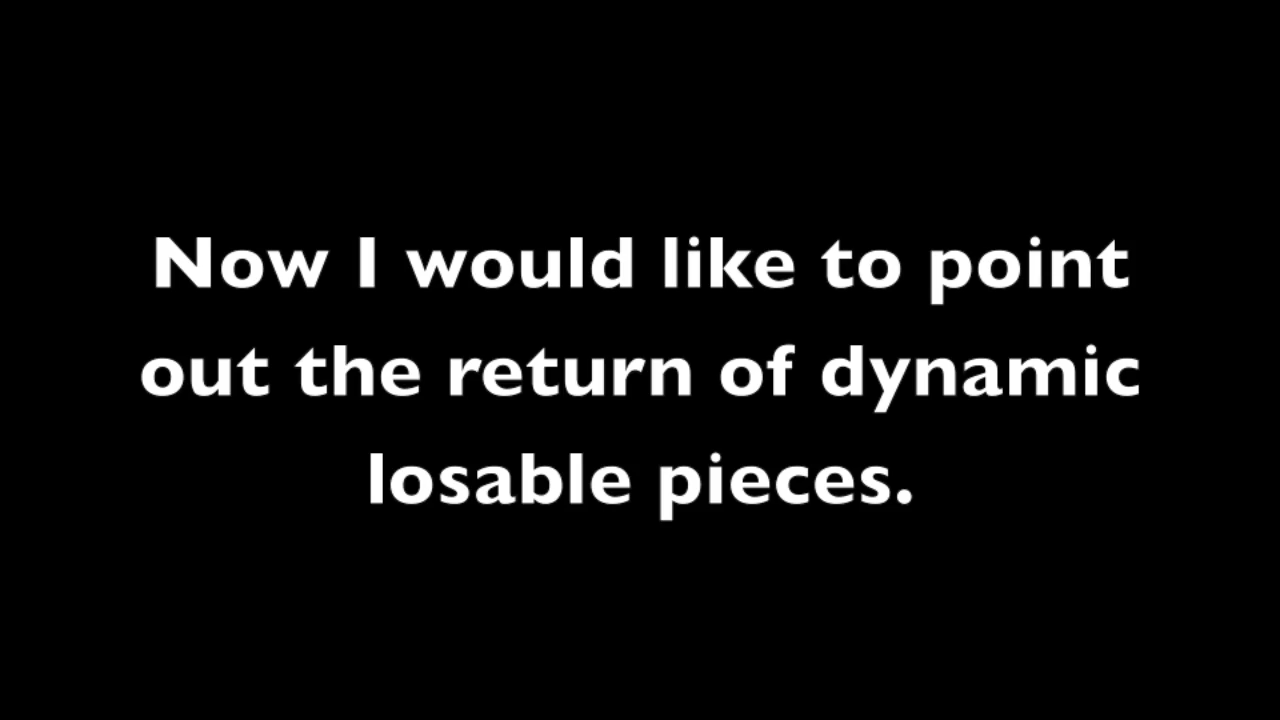 Now I would like to point
out the return of dynamic
losable pieces.